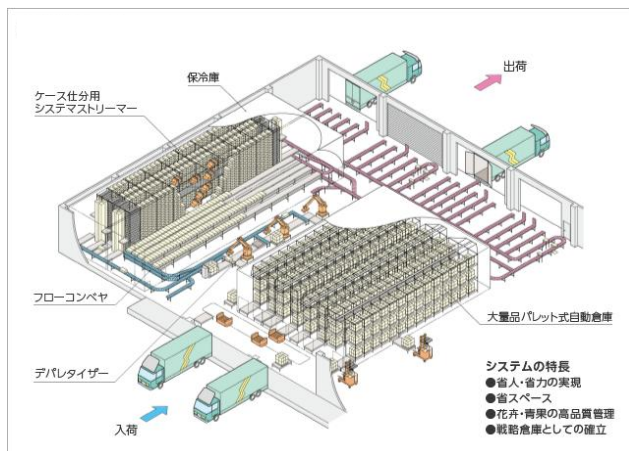 出荷
保冷庫
ケース仕分用
システマストリーマー
フローコンベヤ
大量品パレット式自動倉庫
デパレタイザー
入荷
システムの特長
●省人・省力の実現
●省スペース
●花卉・青果の高品質管理
●戦略倉庫としての確立